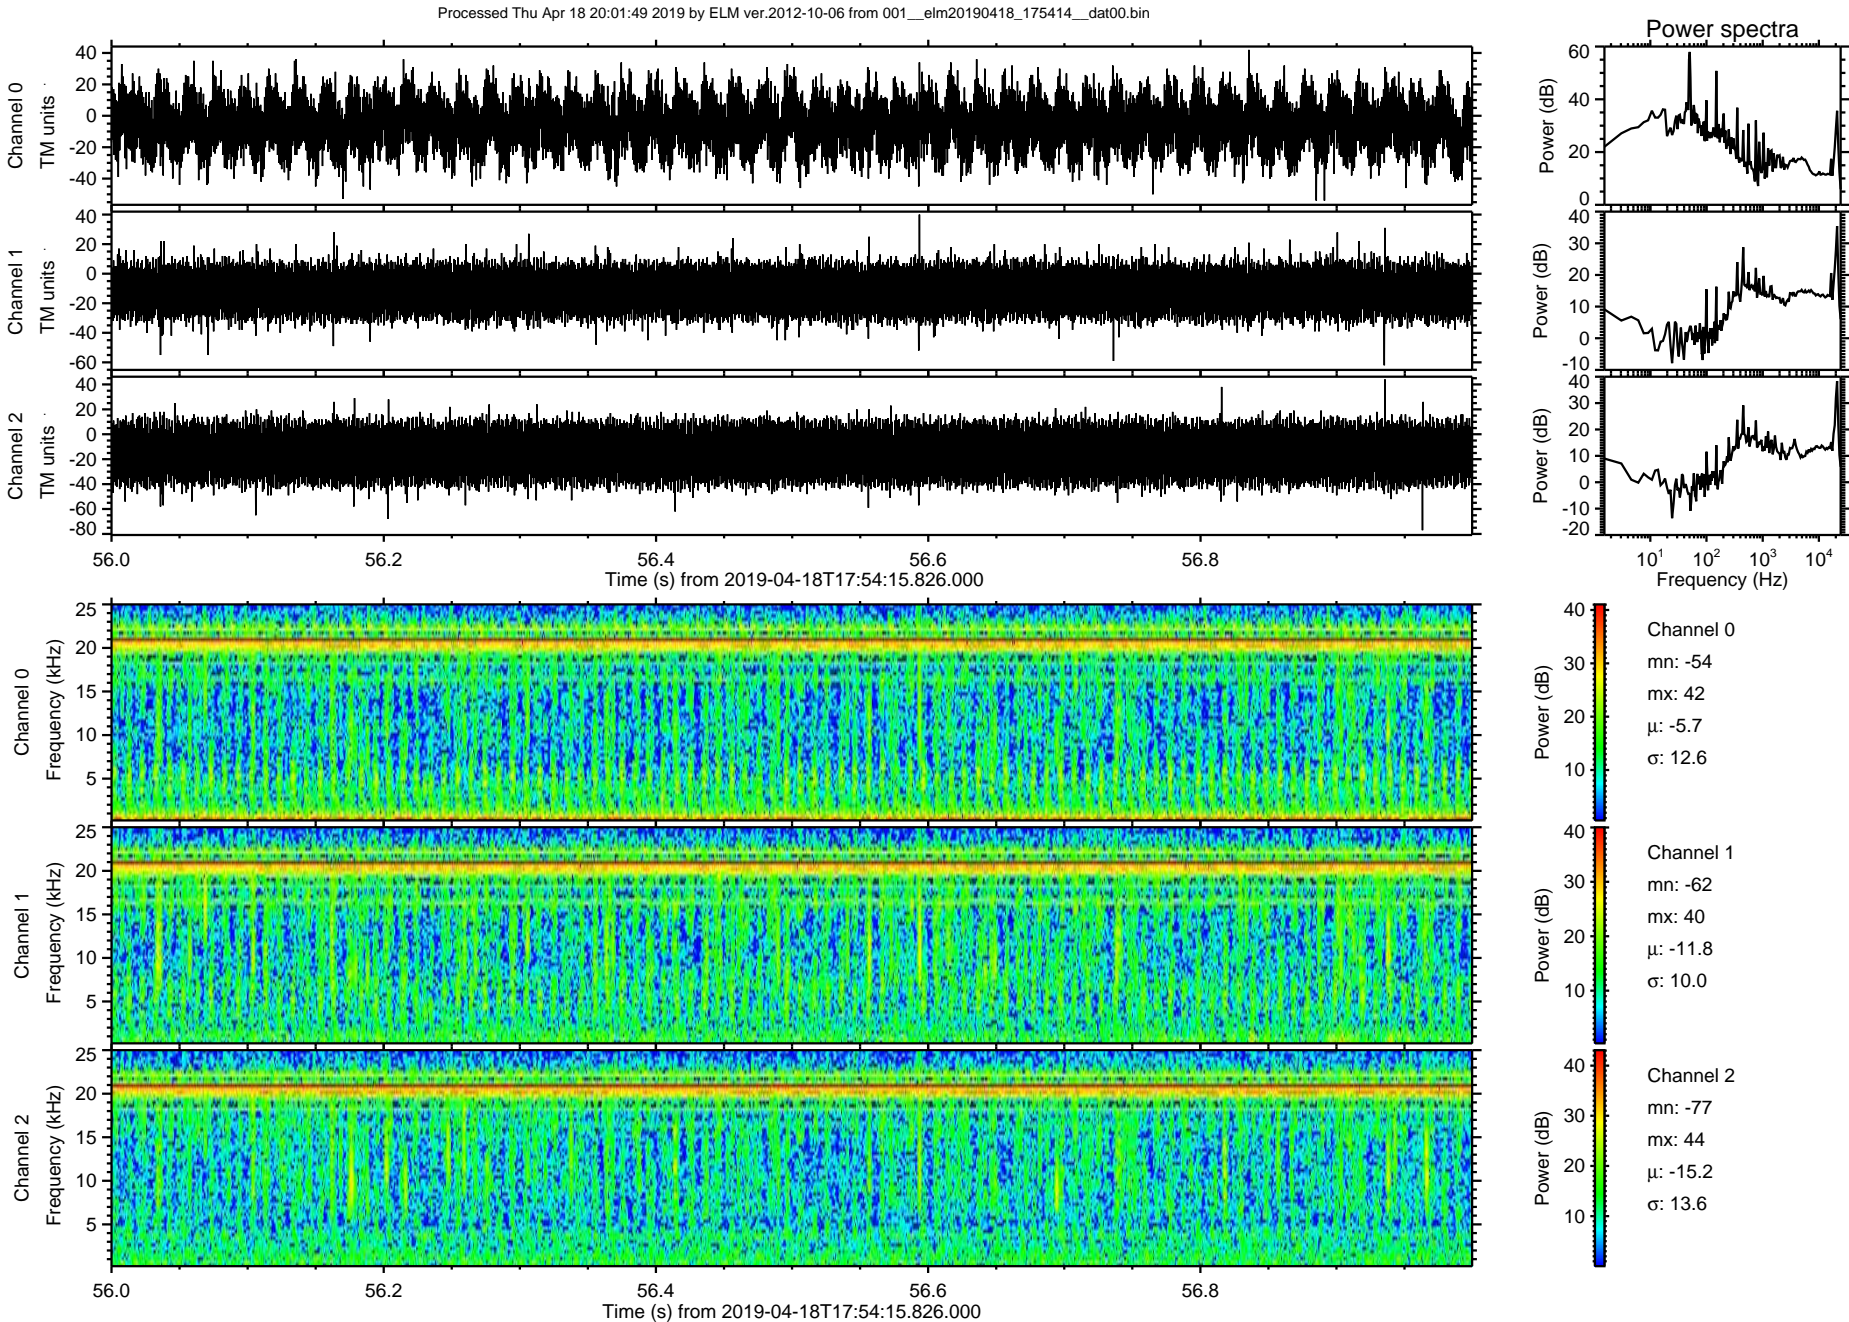 Processed Thu Apr 18 20:01:49 2019 by ELM ver.2012-10-06 from 001__elm20190418_175414__dat00.bin
Power spectra
Channel 0
TM units
40
20
0
-20
-40
Power (dB)
60
40
20
0
Channel 1
TM units
40
20
0
-20
-40
-60
Power (dB)
40
30
20
10
0
-10
Channel 2
TM units
40
20
0
-20
-40
-60
-80
Power (dB)
40
30
20
10
0
-10
-20
56.0 56.2 56.4 56.6 56.8
Time (s) from 2019-04-18T17:54:15.826.000
10^1 10^2 10^3 10^4
Frequency (Hz)
Channel 0
Frequency (kHz)
25
20
15
10
5
Power (dB)
40
30
20
10
Channel 0
mn: -54
mx: 42
μ: -5.7
σ: 12.6
Channel 1
Frequency (kHz)
25
20
15
10
5
Power (dB)
40
30
20
10
Channel 1
mn: -62
mx: 40
μ: -11.8
σ: 10.0
Channel 2
Frequency (kHz)
25
20
15
10
5
Power (dB)
40
30
20
10
Channel 2
mn: -77
mx: 44
μ: -15.2
σ: 13.6
56.0 56.2 56.4 56.6 56.8
Time (s) from 2019-04-18T17:54:15.826.000